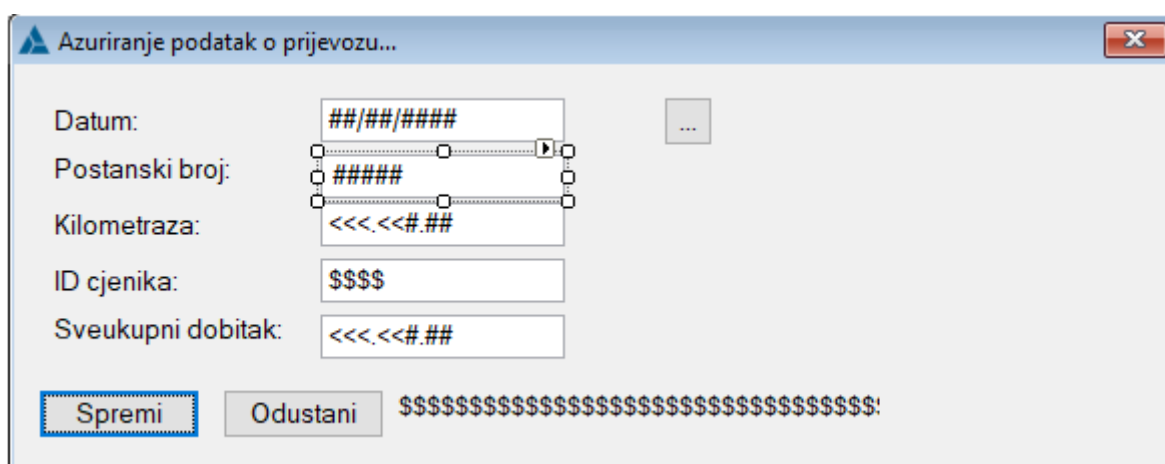 Azuriranje podatak o prijevozu...
Datum: ##/##/#### ...
Postanski broj: #####
Kilometraza: <<<.<<#.##
ID cjenika: $$$$
Sveukupni dobitak: <<<.<<#.##
Spremi Odustani $$$$$$$$$$$$$$$$$$$$$$$$$$$$$$$$$$